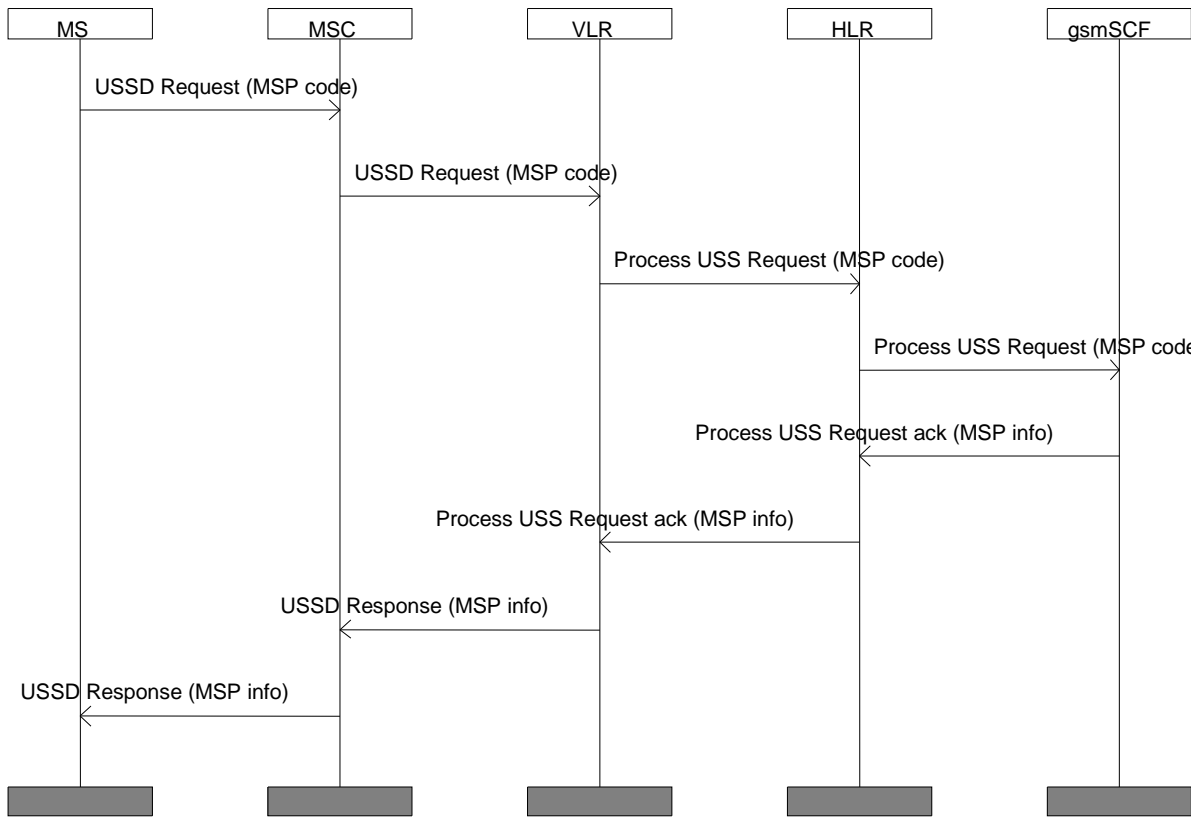 MS MSC VLR HLR gsmSCF
USSD Request (MSP code)
USSD Request (MSP code)
Process USS Request (MSP code)
Process USS Request (MSP code
Process USS Request ack (MSP info)
Process USS Request ack (MSP info)
USSD Response (MSP info)
USSD Response (MSP info)